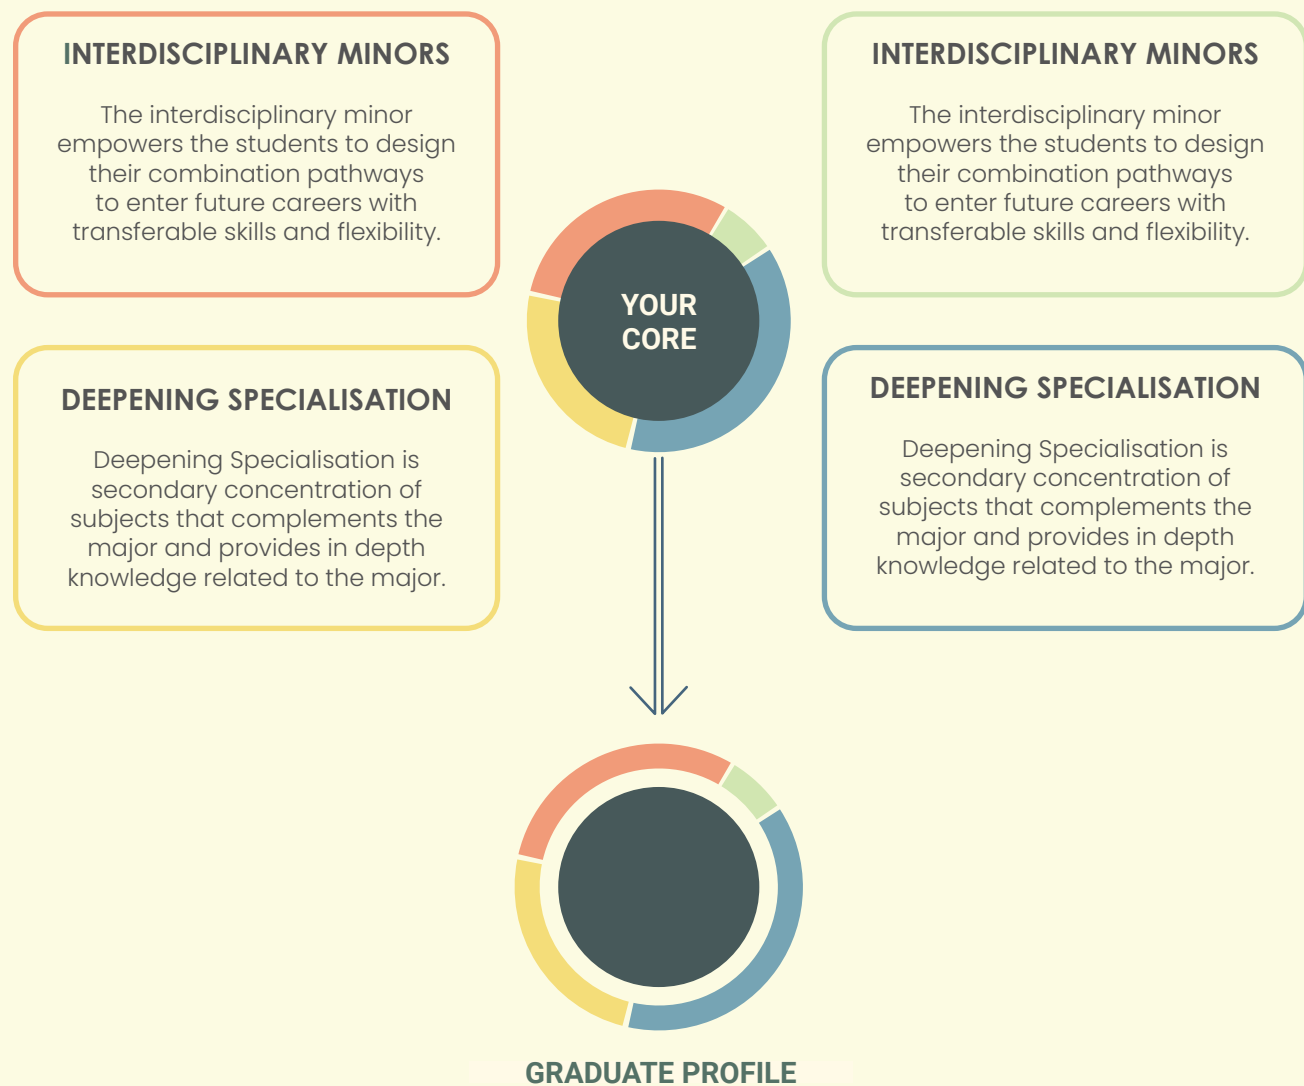 INTERDISCIPLINARY MINORS
The interdisciplinary minor
empowers the students to design
their combination pathways
to enter future careers with
transferable skills and flexibility.
INTERDISCIPLINARY MINORS
The interdisciplinary minor
empowers the students to design
their combination pathways
to enter future careers with
transferable skills and flexibility.
YOUR
CORE
DEEPENING SPECIALISATION
Deepening Specialisation is
secondary concentration of
subjects that complements the
major and provides in depth
knowledge related to the major.
DEEPENING SPECIALISATION
Deepening Specialisation is
secondary concentration of
subjects that complements the
major and provides in depth
knowledge related to the major.
GRADUATE PROFILE